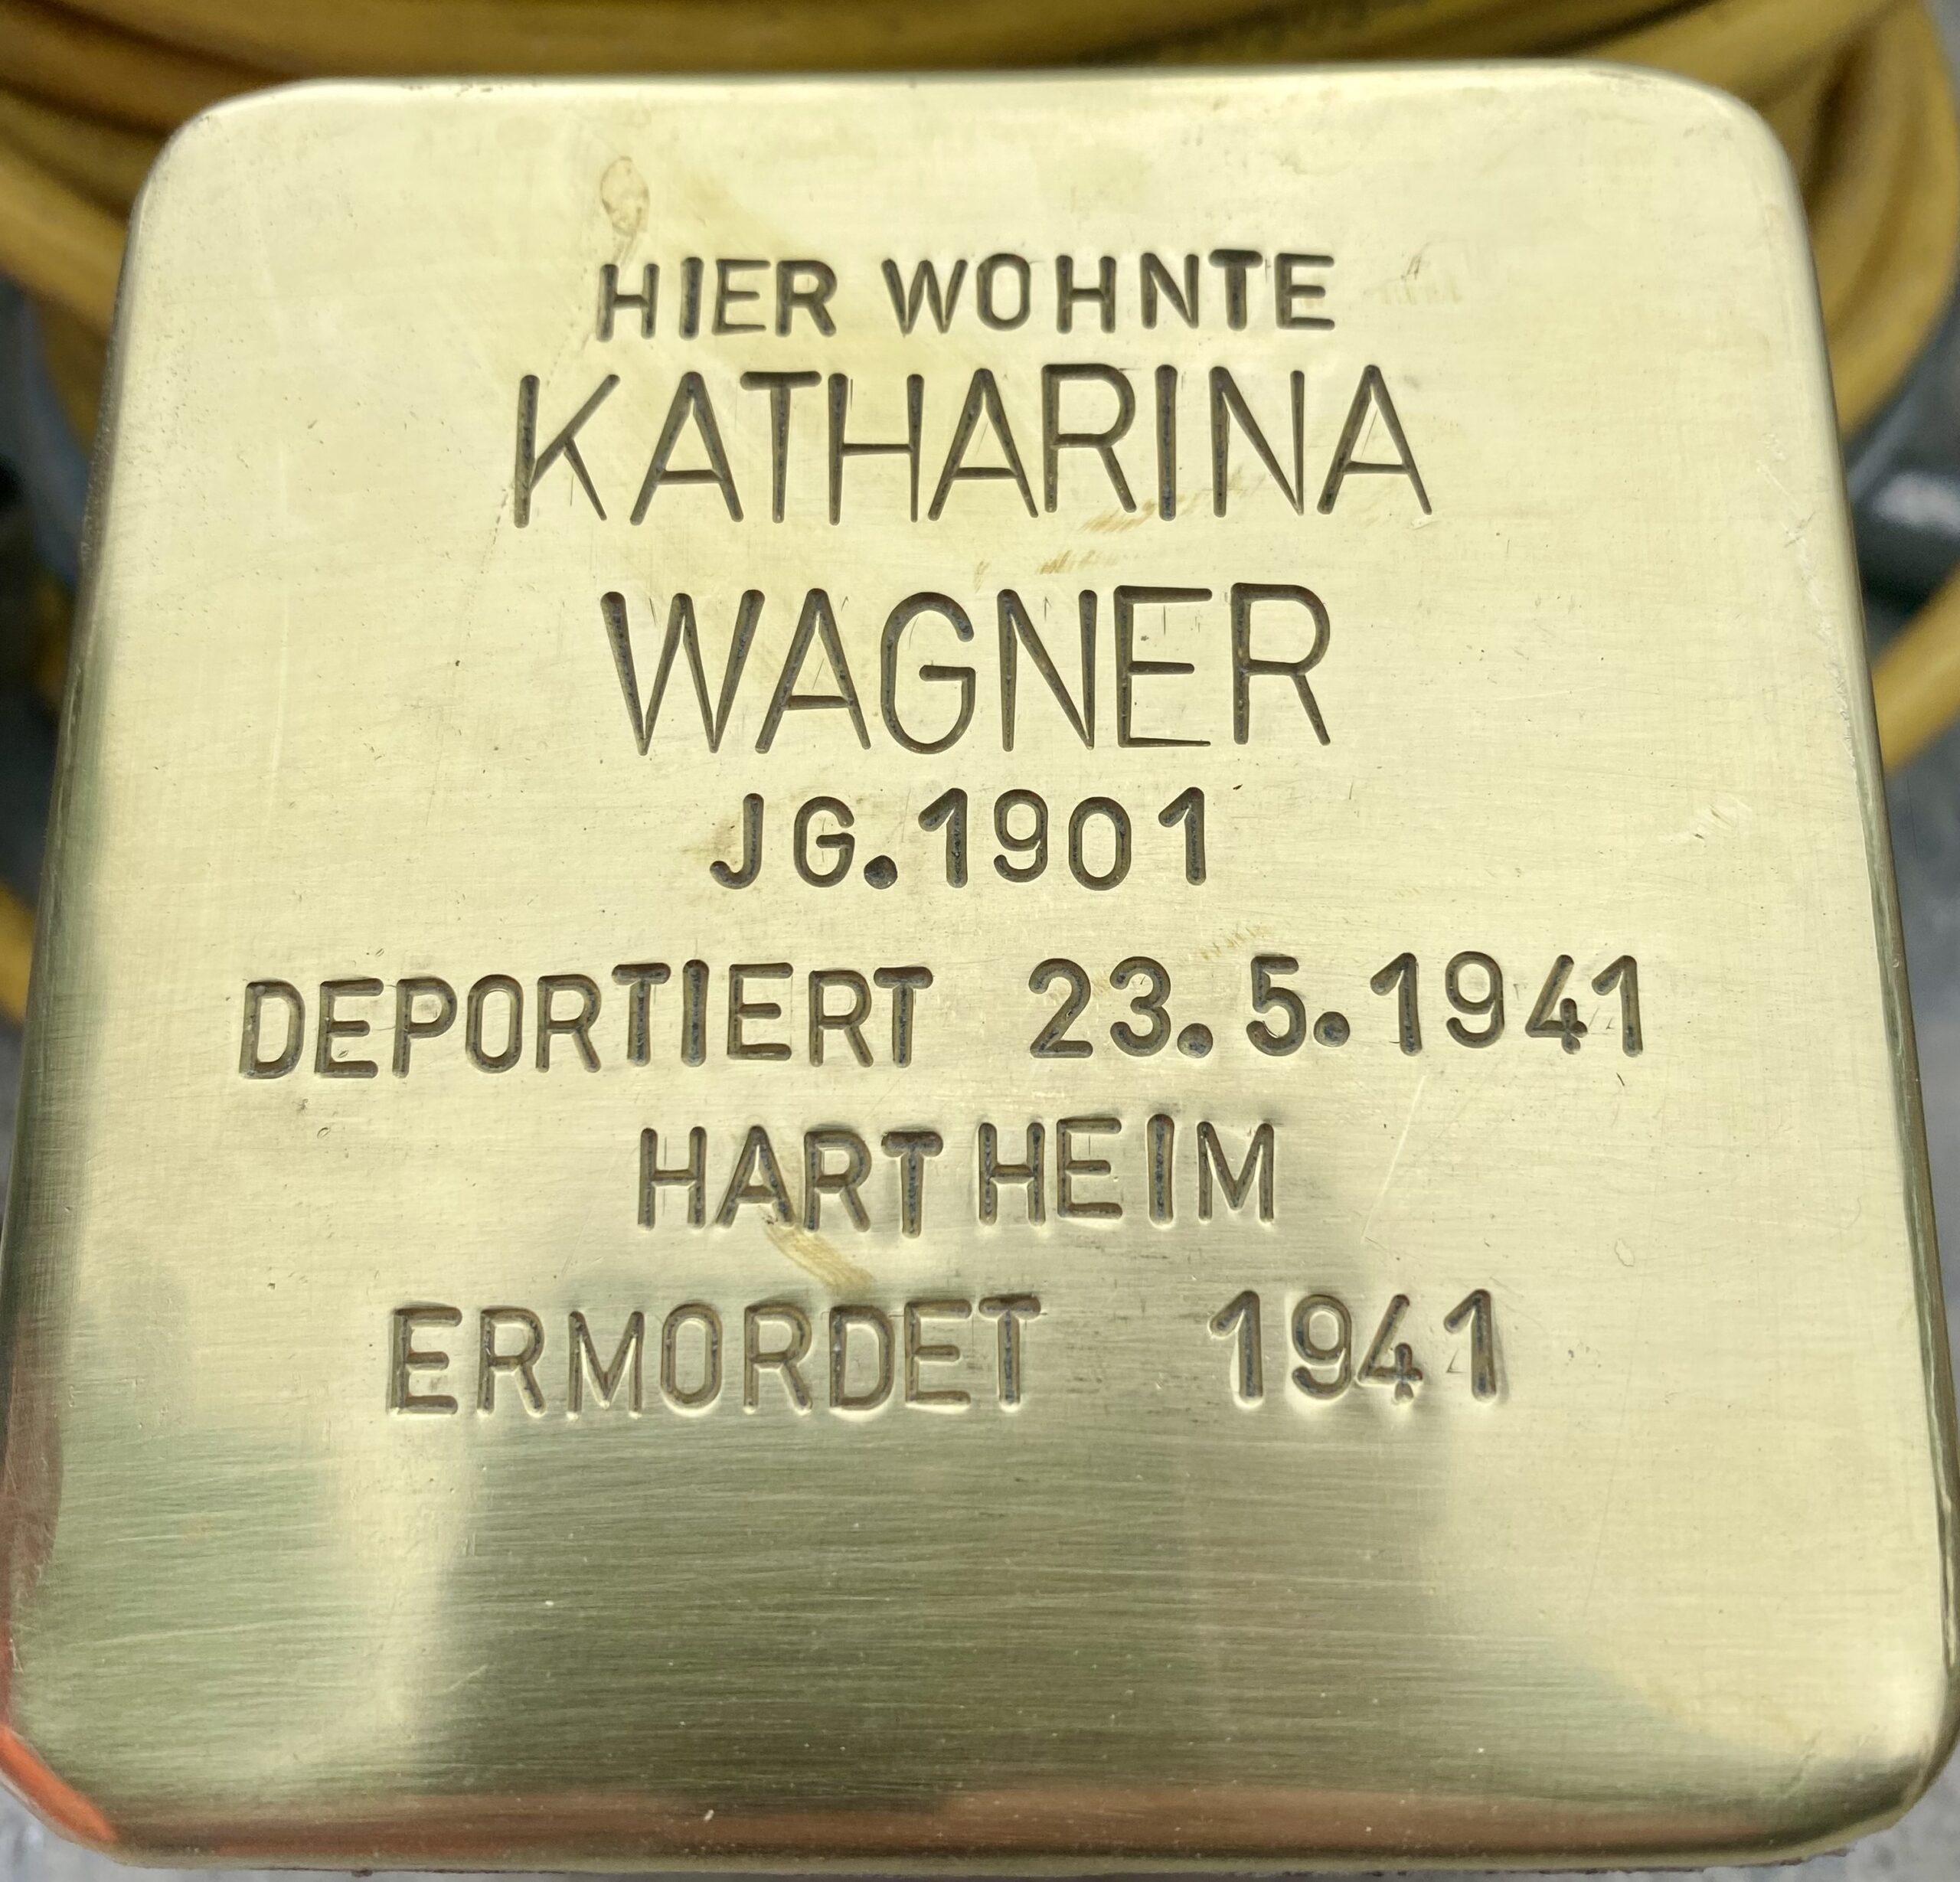 HIER WOHNTE
KATHARINA
WAGNER
JG.1901
DEPORTIERT 23.5.1941
HARTHEIM
ERMORDET 1941